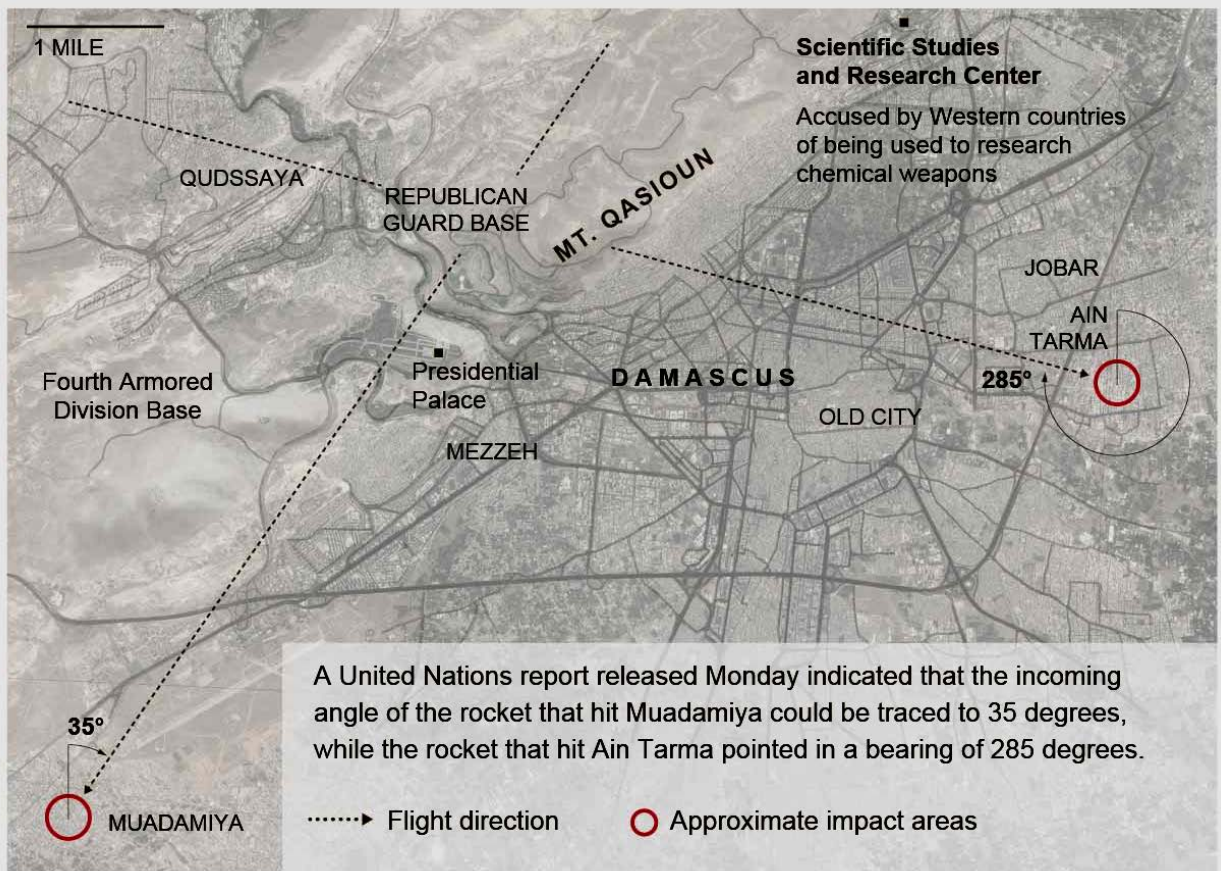 1 MILE
Scientific Studies
and Research Center
Accused by Western countries
of being used to research
chemical weapons
QUDSSAYA
REPUBLICAN
GUARD BASE
MT. QASIOUN
JOBAR
AIN
TARMA
285º
Fourth Armored
Division Base
Presidential
Palace
DAMASCUS
OLD CITY
MEZZEH
A United Nations report released Monday indicated that the incoming
angle of the rocket that hit Muadamiya could be traced to 35 degrees,
while the rocket that hit Ain Tarma pointed in a bearing of 285 degrees.
35º
MUADAMIYA
Flight direction
Approximate impact areas